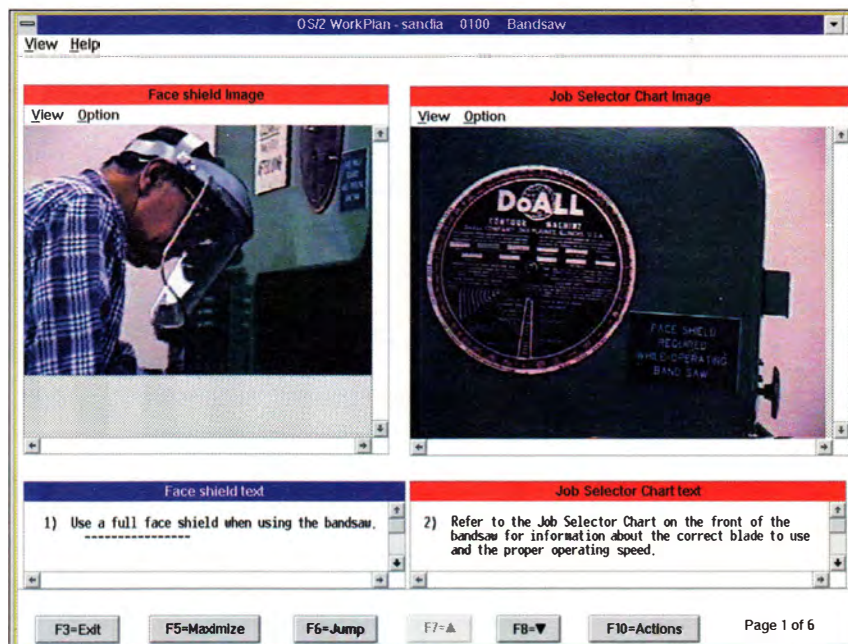 OS/2 WorkPlan - sandia 0100 Bandsaw
View Help
Face shield Image
View Option
Job Selector Chart Image
View Option
DoALL
CONTOUR MACHINE
FACE SHIELD
REQUIRED
WHILE OPERATING
BAND SAW
Face shield text
1) Use a full face shield when using the bandsaw.
Job Selector Chart text
2) Refer to the Job Selector Chart on the front of the
bandsaw for information about the correct blade to use
and the proper operating speed.
F3=Exit
F5=Maximize
F6=Jump
F7=▲
F8=▼
F10=Actions
Page 1 of 6